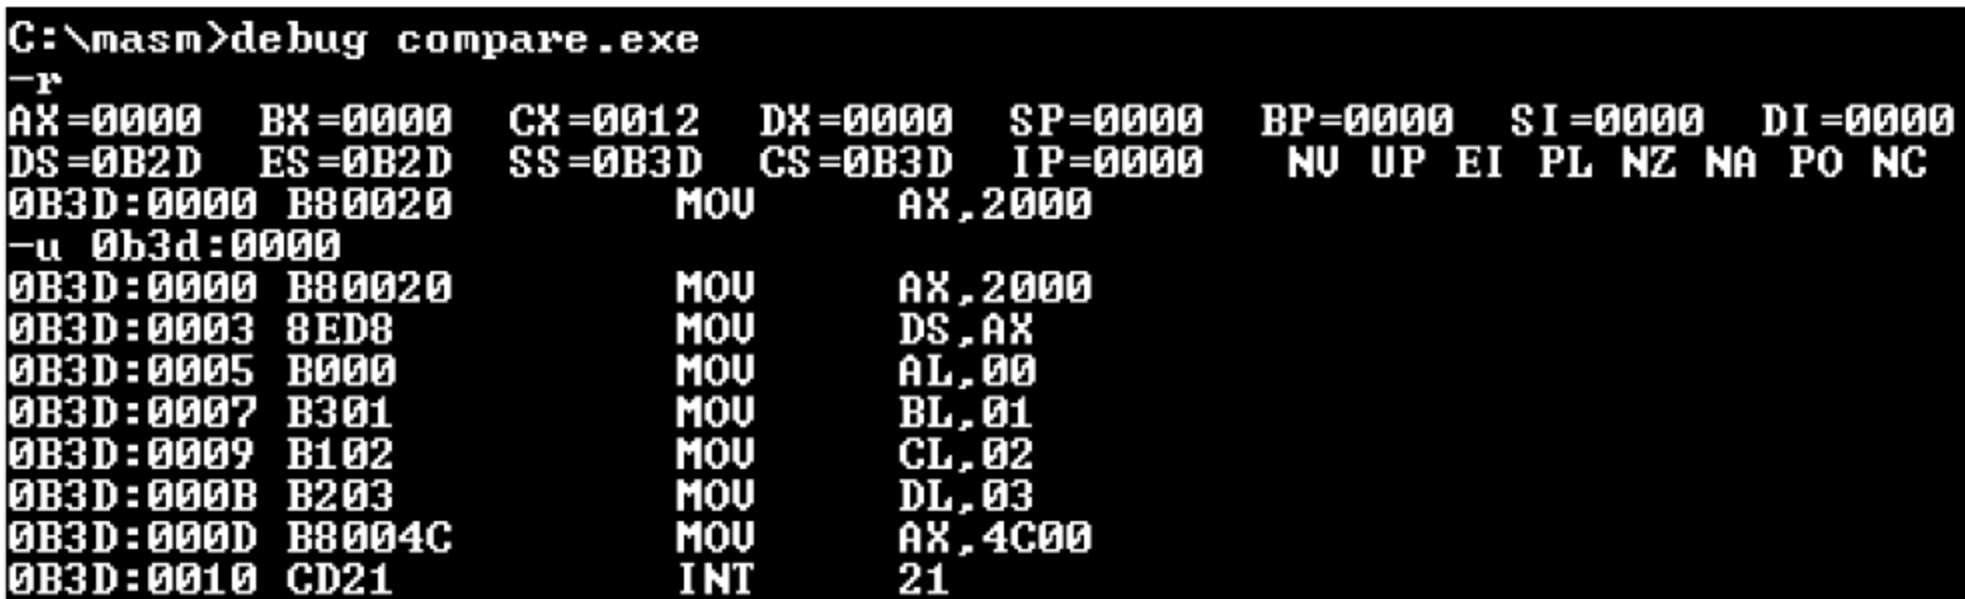 C:\masm>debug compare.exe
-r
AX=0000  BX=0000  CX=0012  DX=0000  SP=0000  BP=0000  SI=0000  DI=0000
DS=0B2D  ES=0B2D  SS=0B3D  CS=0B3D  IP=0000   NV UP EI PL NZ NA PO NC
0B3D:0000 B80020        MOV     AX,2000
-u 0b3d:0000
0B3D:0000 B80020        MOV     AX,2000
0B3D:0003 8ED8          MOV     DS,AX
0B3D:0005 B000          MOV     AL,00
0B3D:0007 B301          MOV     BL,01
0B3D:0009 B102          MOV     CL,02
0B3D:000B B203          MOV     DL,03
0B3D:000D B8004C        MOV     AX,4C00
0B3D:0010 CD21          INT     21